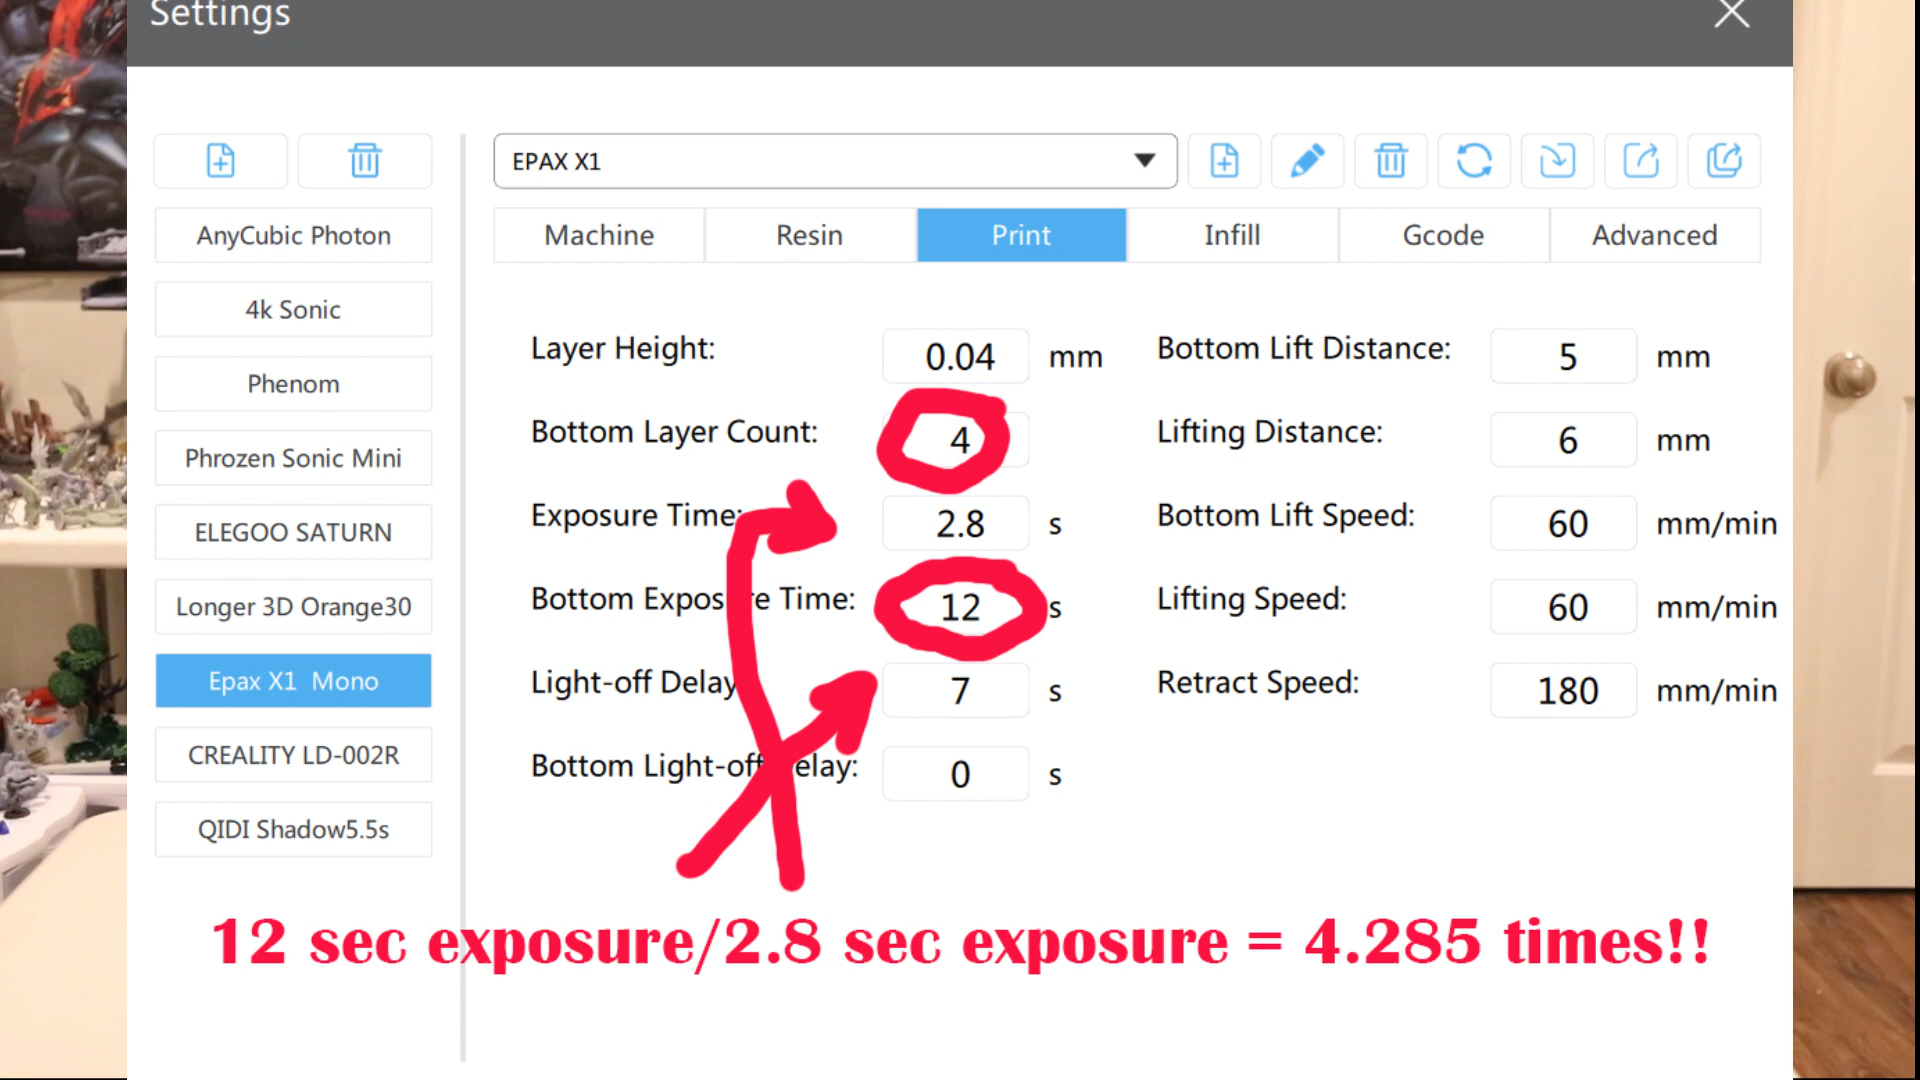 Settings
EPAX X1
AnyCubic Photon
4k Sonic
Phenom
Phrozen Sonic Mini
ELEGOO SATURN
Longer 3D Orange30
Epax X1 Mono
CREALITY LD-002R
QIDI Shadow5.5s
Machine Resin Print Infill Gcode Advanced
Layer Height: 0.04 mm
Bottom Layer Count: 4
Exposure Time: 2.8 s
Bottom Exposure Time: 12 s
Light-off Delay 7 s
Bottom Light-off Delay: 0 s
Bottom Lift Distance: 5 mm
Lifting Distance: 6 mm
Bottom Lift Speed: 60 mm/min
Lifting Speed: 60 mm/min
Retract Speed: 180 mm/min
12 sec exposure/2.8 sec exposure = 4.285 times!!